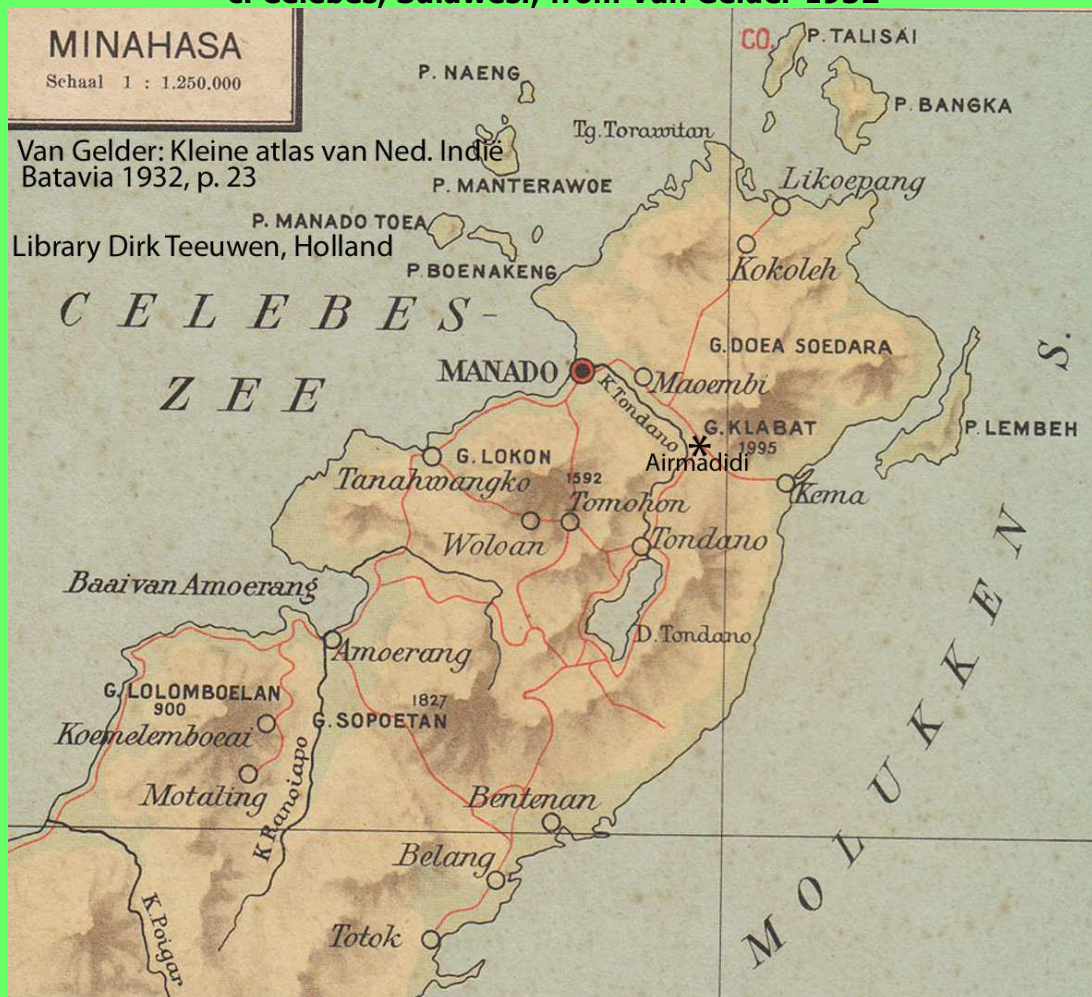 MINAHASA
Schaal 1 : 1.250.000
Van Gelder: Kleine atlas van Ned. Indië
Batavia 1932, p. 23
Library Dirk Teeuwen, Holland
CO.
P. TALISAI
P. NAENG
P. BANGKA
Tg. Torawitan
P. MANTERAWOE
Likoepang
P. MANADO TOEA
P. BOENAKENG
Kokoleh
CELEBES-
ZEE
G. DOEA SOEDARA
MANADO
Maoembi
K. Tondano
G. KLABAT
1995
P. LEMBEH
Airmadidi
G. LOKON
1592
Tanahwangko
Kema
Tomohon
Woloan
Tondano
Baai van Amoerang
D. Tondano
Amoerang
G. LOLOMBOELAN
900
1827
G. SOPOETAN
Koemelemboeai
Motaling
K. Ranoiapo
Bentenan
Belang
K. Poigar
Totok
MOLUKKEN S.